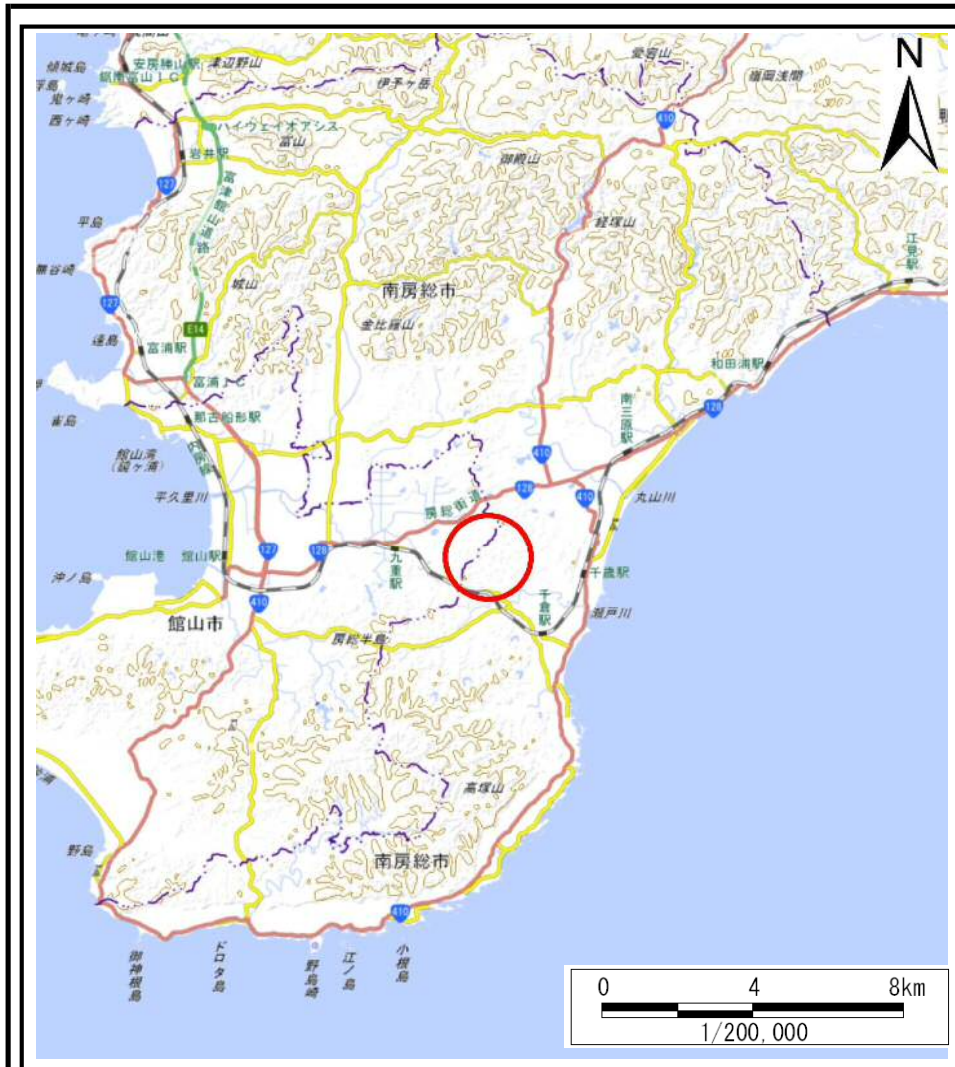 安房勝山駅
津辺野山
愛宕山
N
傾城島
鋸南富山IC
伊予ヶ岳
嶺岡浅間
浮島
鬼ヶ崎
西ヶ崎
410
ハイウェイオアシス
富山
岩井駅
御殿山
127
富津館山道路
平島
経塚山
江見駅
城山
南房総市
127
金比羅山
E14
富浦駅
和田浦駅
富浦IC
南三原駅
128
那古船形駅
雀島
館山湾
(鏡ヶ浦)
内房線
410
128
410
平久里川
房総街道
丸山川
館山港
館山駅
127
128
九重駅
千歳駅
沖ノ島
410
千倉駅
瀬戸川
館山市
房総半島
高塚山
野島
南房総市
410
御神根島
ドロタ島
野島崎
江ノ島
小根島
0 4 8km
1/200,000